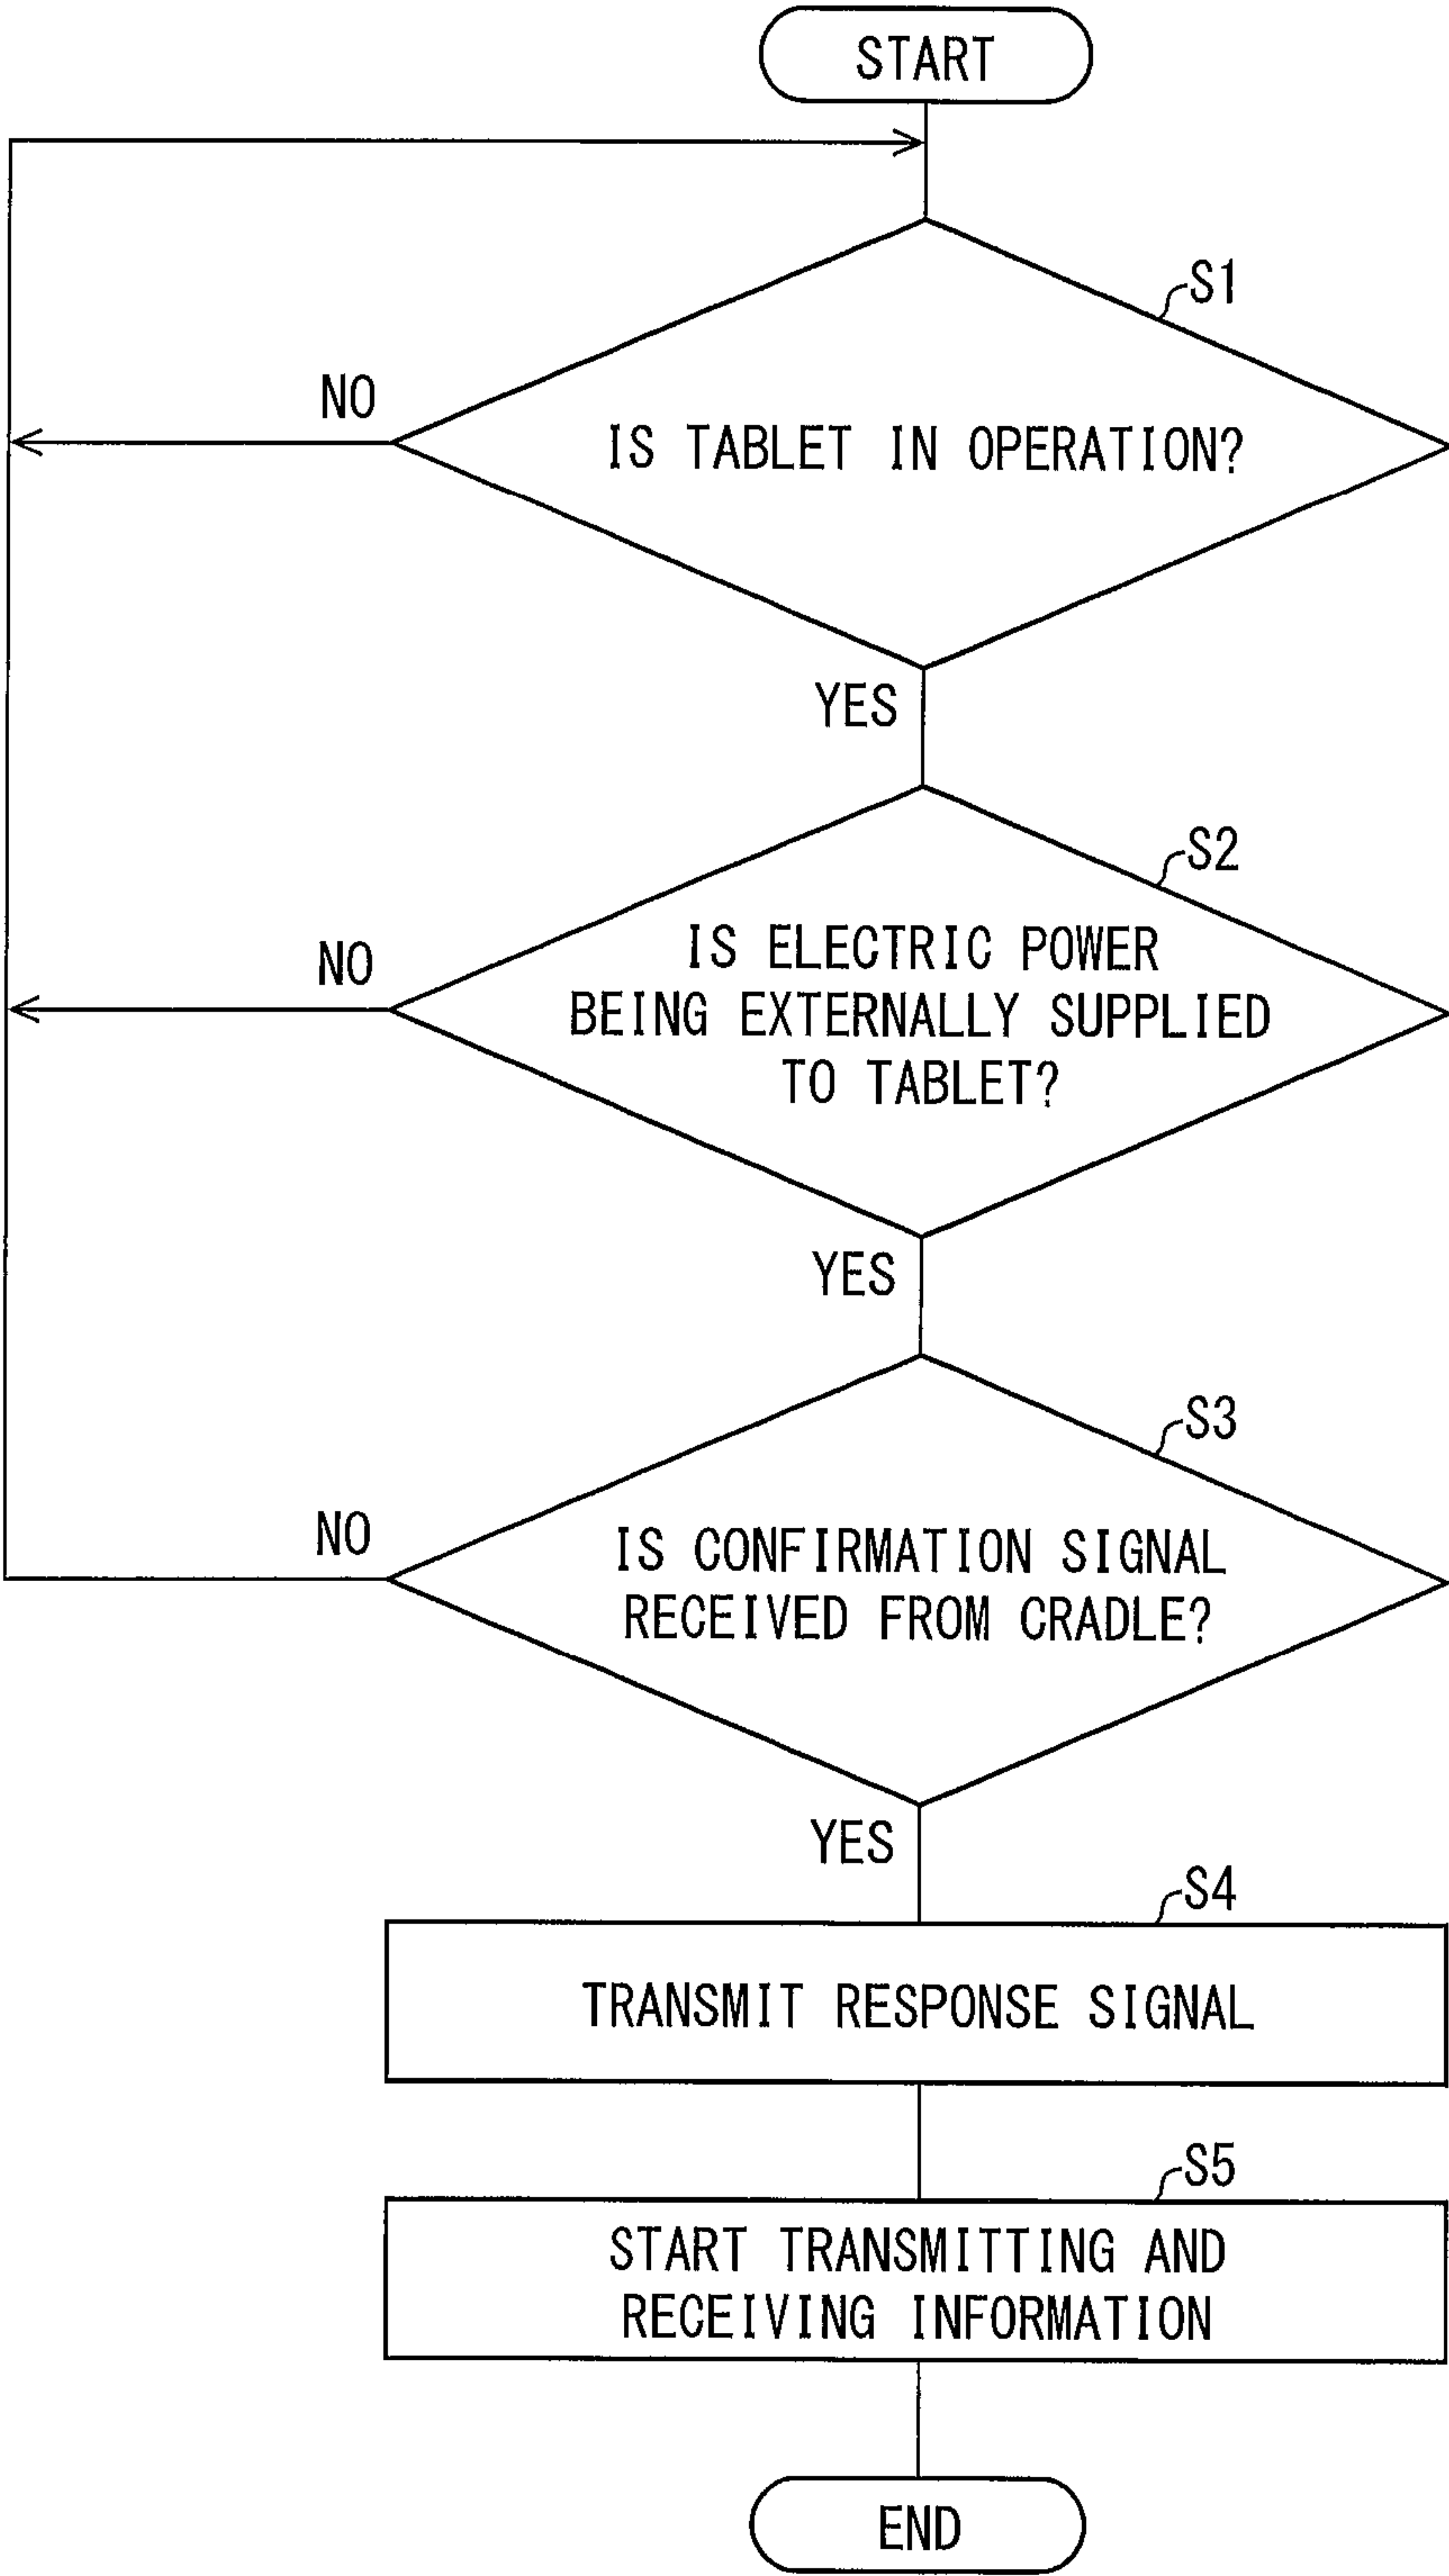 START
S1
NO
IS TABLET IN OPERATION?
YES
S2
NO
IS ELECTRIC POWER
BEING EXTERNALLY SUPPLIED
TO TABLET?
YES
S3
NO
IS CONFIRMATION SIGNAL
RECEIVED FROM CRADLE?
YES
S4
TRANSMIT RESPONSE SIGNAL
S5
START TRANSMITTING AND
RECEIVING INFORMATION
END